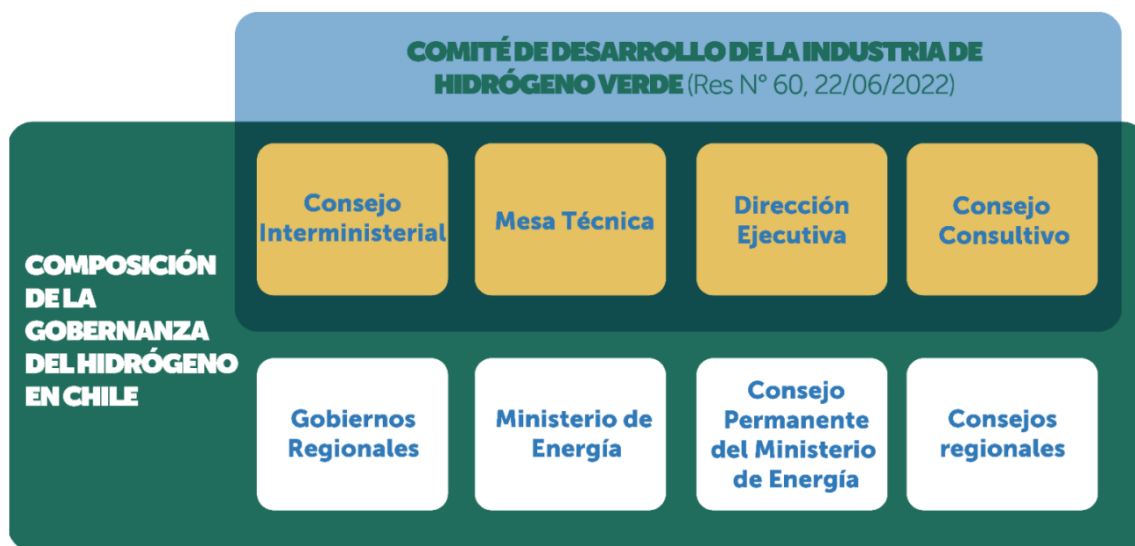 COMITÉ DE DESARROLLO DE LA INDUSTRIA DE
HIDRÓGENO VERDE (Res N° 60, 22/06/2022)
COMPOSICIÓN
DE LA
GOBERNANZA
DEL HIDRÓGENO
EN CHILE
Consejo
Interministerial
Mesa Técnica
Dirección
Ejecutiva
Consejo
Consultivo
Gobiernos
Regionales
Ministerio de
Energía
Consejo
Permanente
del Ministerio
de Energía
Consejos
regionales